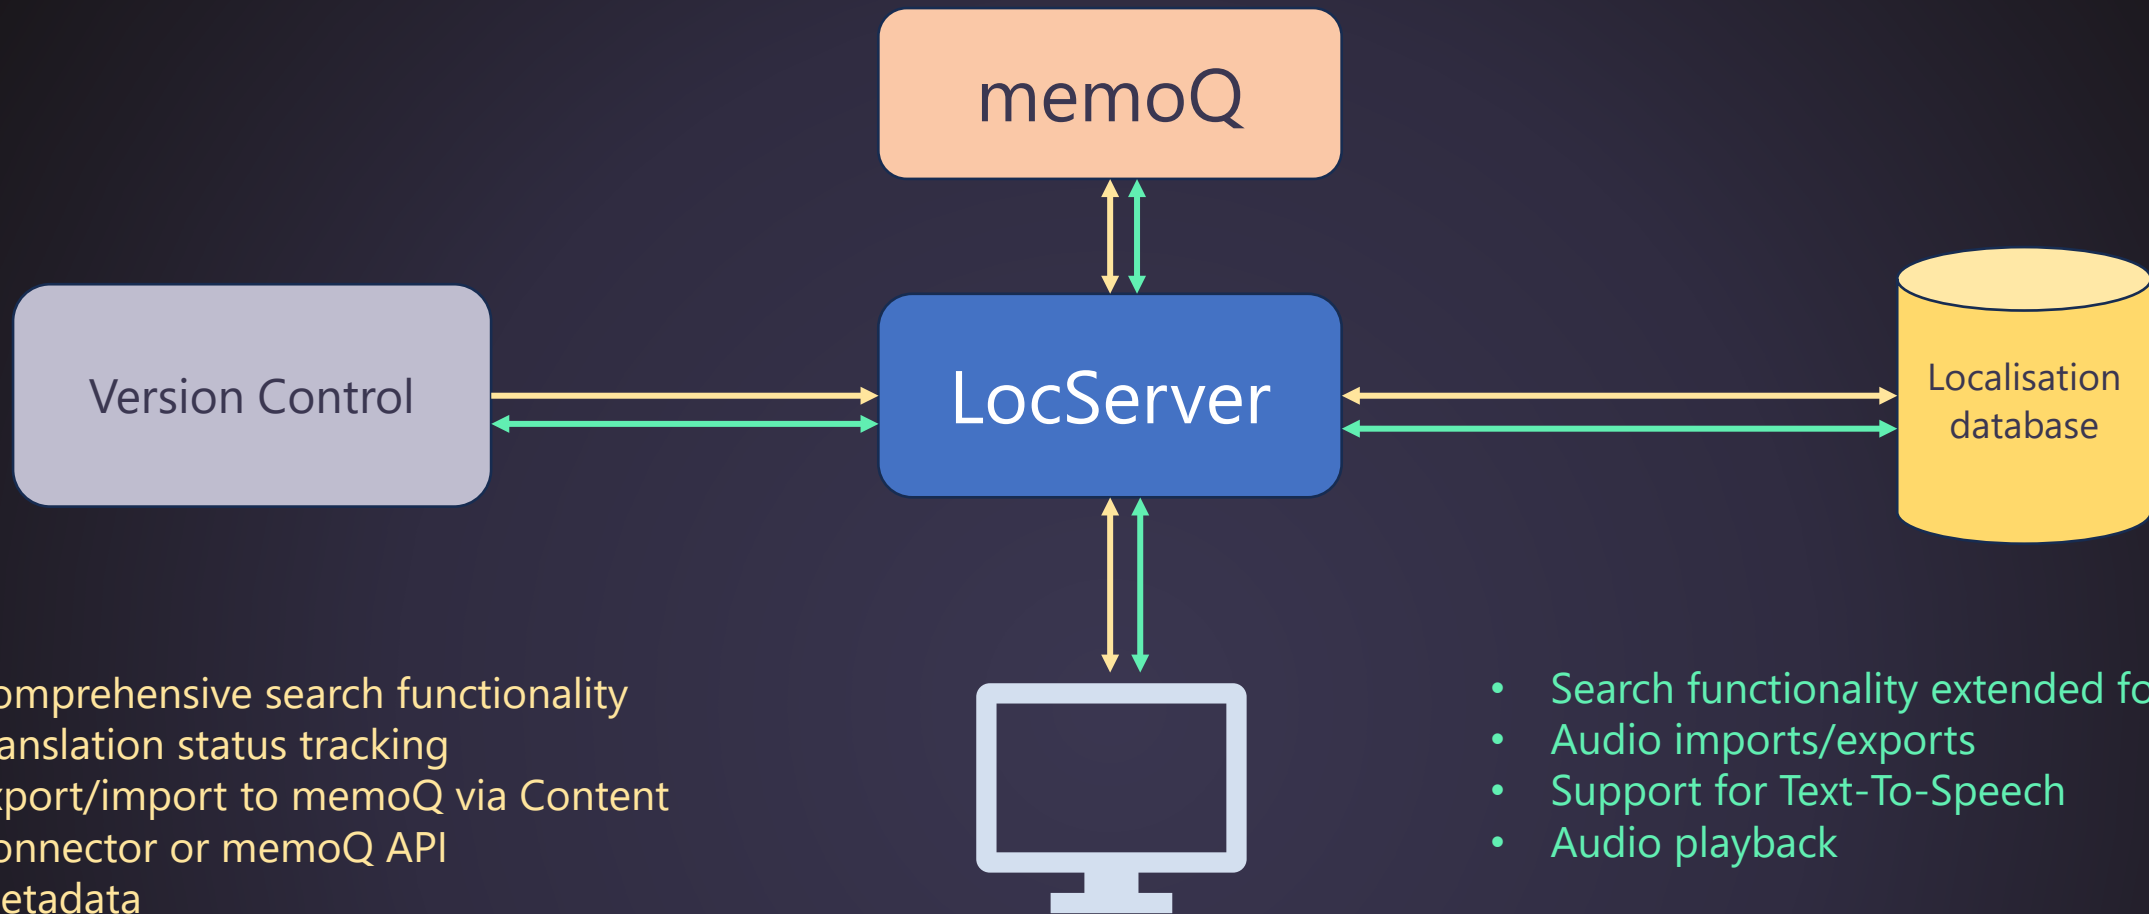 memoQ
Version Control
LocServer
Localisation
database
omprehensive search functionality
anslation status tracking
port/import to memoQ via Content
onnector or memoQ API
etadata
• Search functionality extended fo
• Audio imports/exports
• Support for Text-To-Speech
• Audio playback